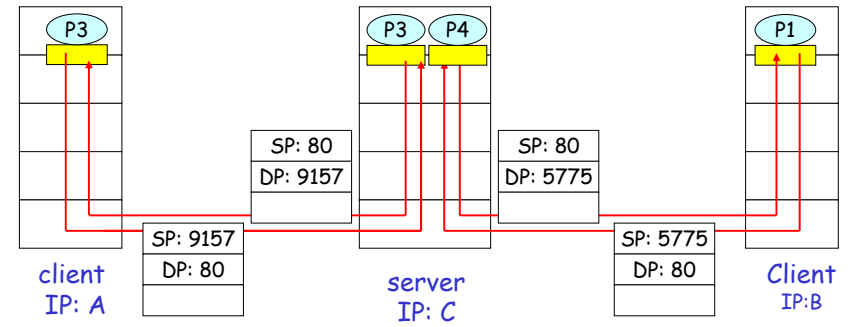 P3
P3
P4
P1
SP: 80
DP: 9157
SP: 80
DP: 5775
SP: 9157
DP: 80
SP: 5775
DP: 80
client
IP: A
server
IP: C
Client
IP:B